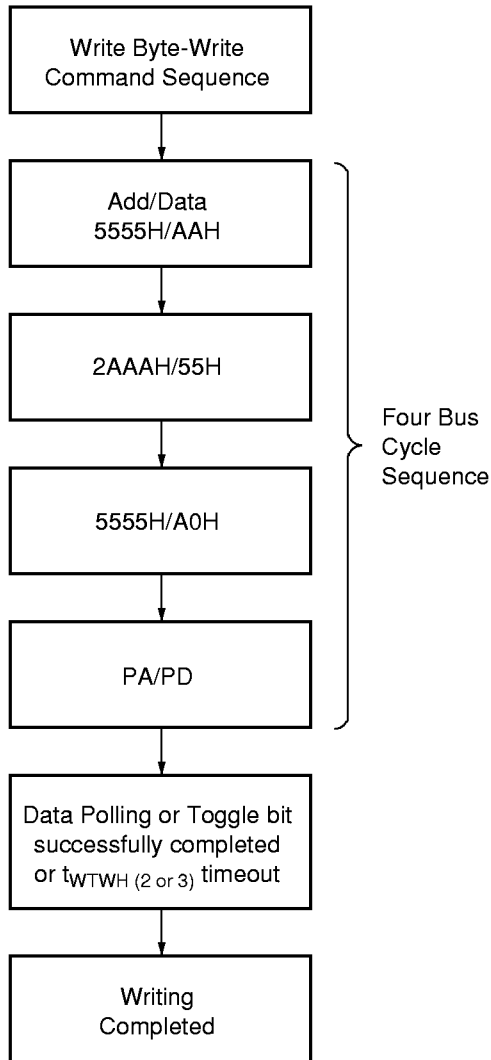 Write Byte-Write
Command Sequence
Add/Data
5555H/AAH
2AAAH/55H
5555H/A0H
PA/PD
Four Bus
Cycle
Sequence
Data Polling or Toggle bit
successfully completed
or tWTWH (2 or 3) timeout
Writing
Completed